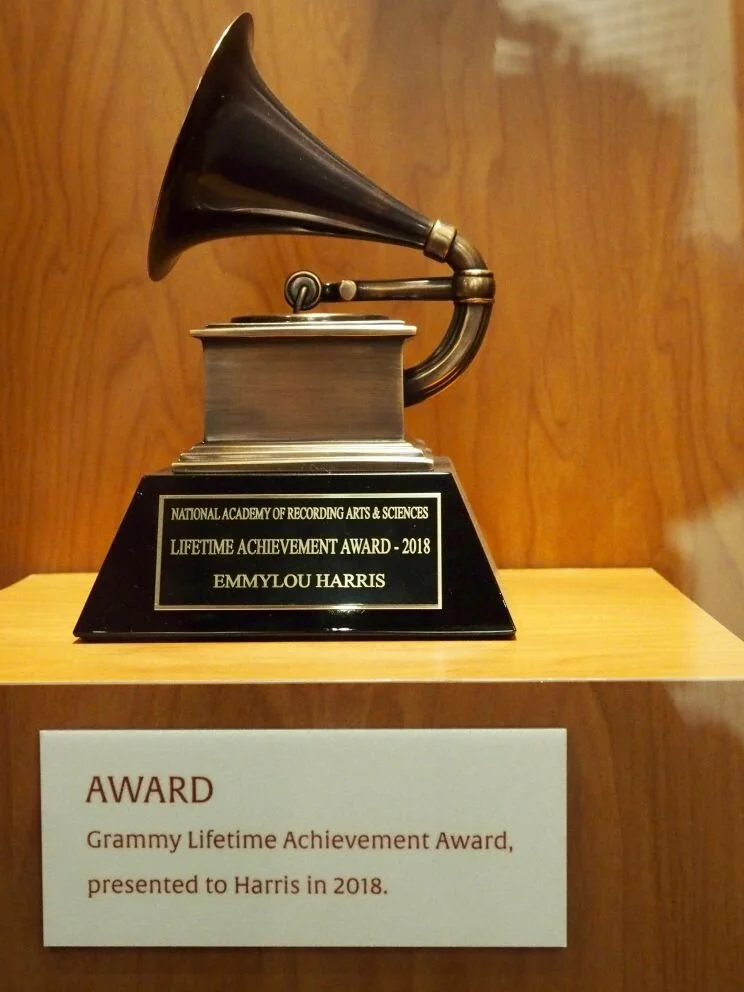 NATIONAL ACADEMY OF RECORDING ARTS & SCIENCES
LIFETIME ACHIEVEMENT AWARD - 2018
EMMYLOU HARRIS
AWARD
Grammy Lifetime Achievement Award,
presented to Harris in 2018.